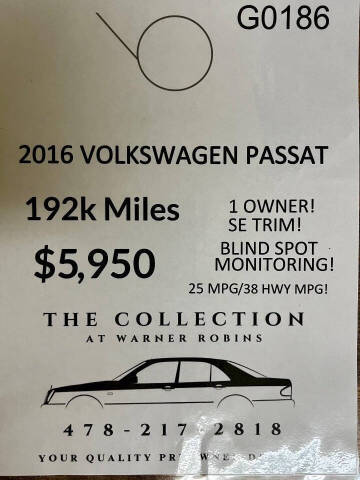 G0186
2016 VOLKSWAGEN PASSAT
192k Miles
$5,950
1 OWNER!
SE TRIM!
BLIND SPOT
MONITORING!
25 MPG/38 HWY MPG!
THE COLLECTION
AT WARNER ROBINS
478-217-2818
YOUR QUALITY